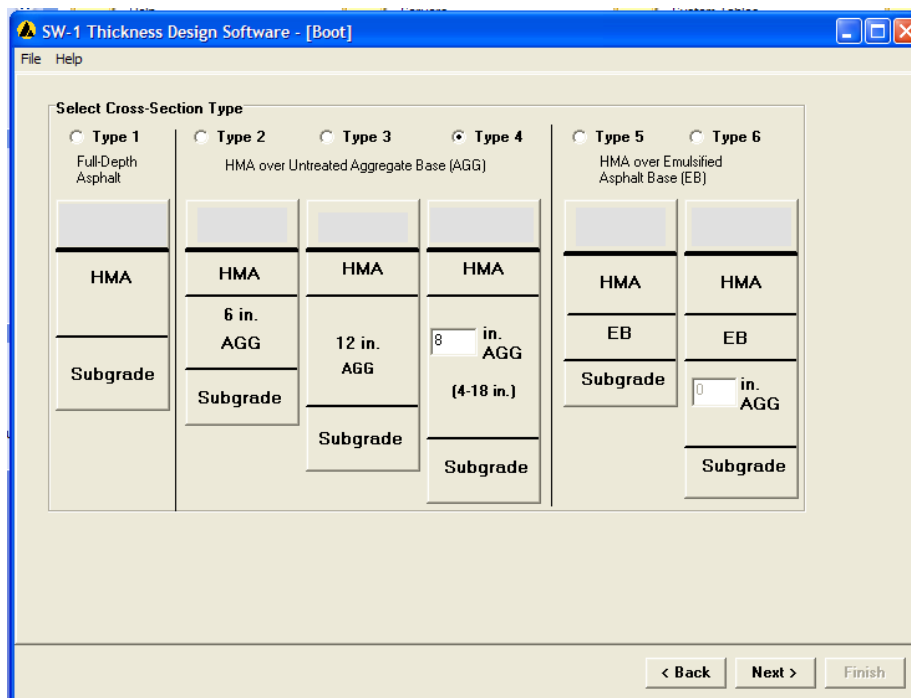 SW-1 Thickness Design Software - [Boot]
File Help
Select Cross-Section Type
Type 1
Type 2
Type 3
Type 4
Type 5
Type 6
Full-Depth
Asphalt
HMA over Untreated Aggregate Base (AGG)
HMA over Emulsified
Asphalt Base (EB)
HMA
Subgrade
HMA
6 in.
AGG
Subgrade
HMA
12 in.
AGG
Subgrade
HMA
8 in.
AGG
(4-18 in.)
Subgrade
HMA
EB
Subgrade
HMA
EB
0 in.
AGG
Subgrade
< Back
Next >
Finish